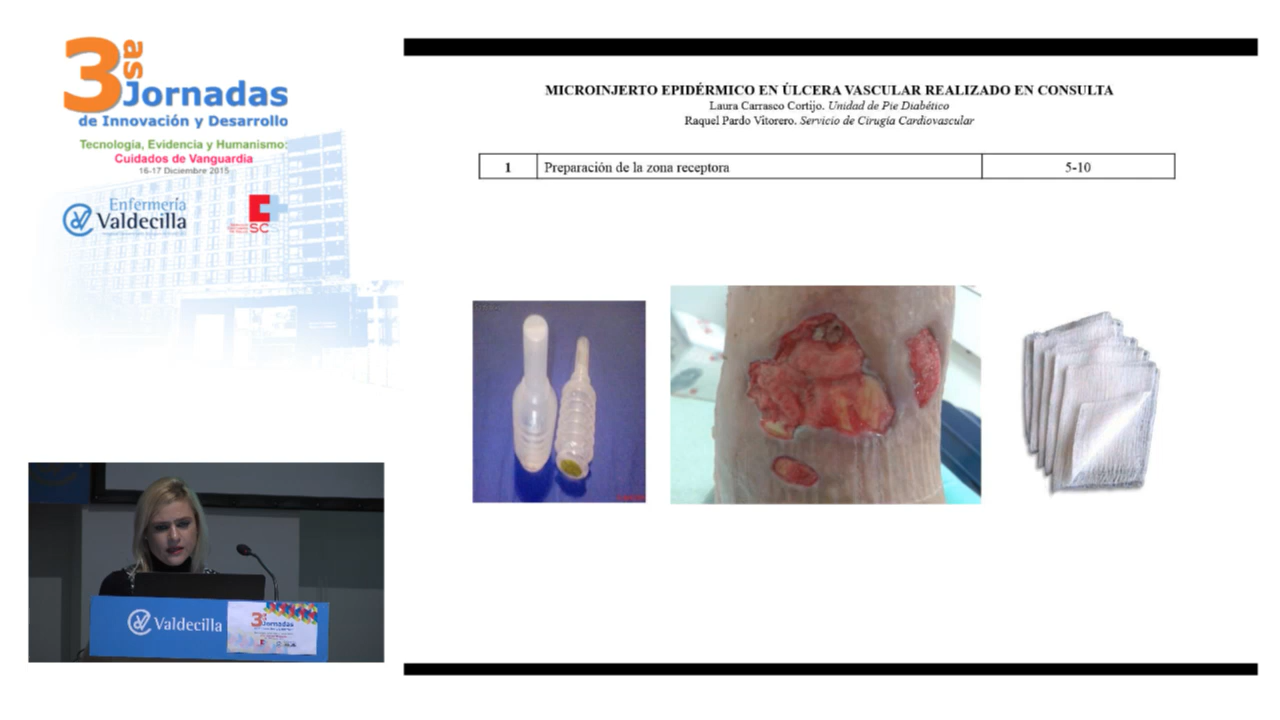 3as
Jornadas
de Innovación y Desarrollo
Tecnología, Evidencia y Humanismo:
Cuidados de Vanguardia
16-17 Diciembre 2015
Enfermería
Valdecilla
SC
MICROINJERTO EPIDÉRMICO EN ÚLCERA VASCULAR REALIZADO EN CONSULTA
Laura Carrasco Cortijo. Unidad de Pie Diabético
Raquel Pardo Vitorero. Servicio de Cirugía Cardiovascular
1 Preparación de la zona receptora 5-10
Valdecilla
3as
Jornadas